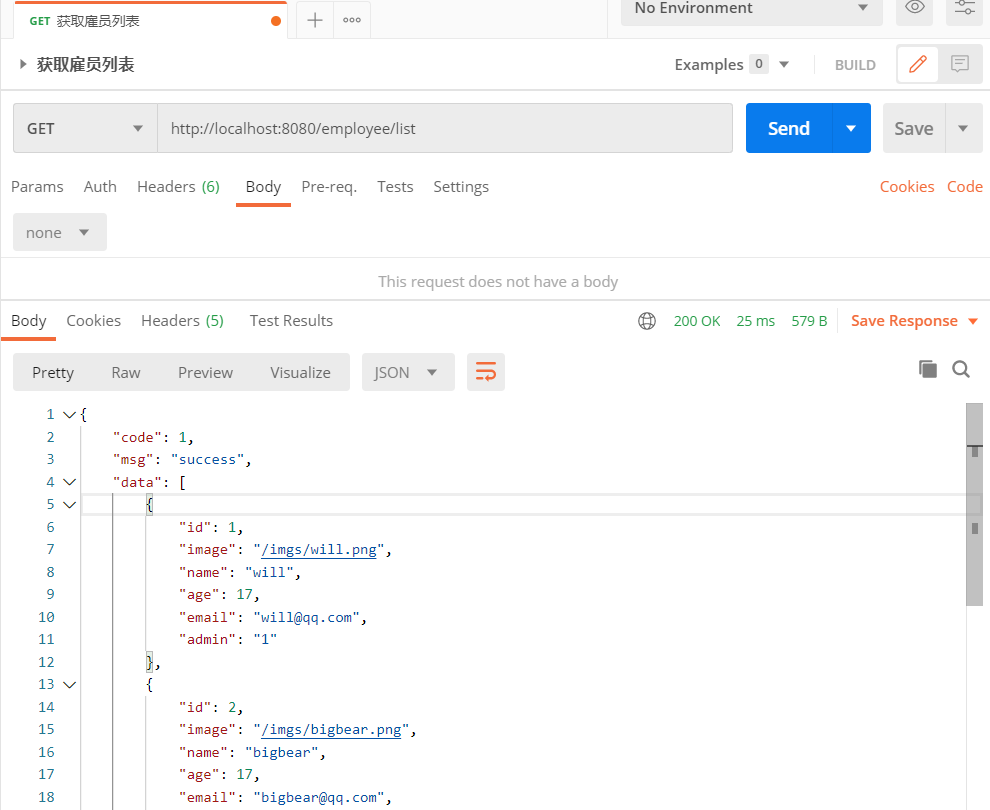 GET 获取雇员列表
No Environment
获取雇员列表
Examples 0
BUILD
GET http://localhost:8080/employee/list
Send
Save
Params Auth Headers (6) Body Pre-req. Tests Settings
Cookies Code
none
This request does not have a body
Body Cookies Headers (5) Test Results
200 OK 25 ms 579 B Save Response
Pretty Raw Preview Visualize JSON
1 {
2 "code": 1,
3 "msg": "success",
4 "data": [
5 {
6 "id": 1,
7 "image": "/imgs/will.png",
8 "name": "will",
9 "age": 17,
10 "email": "will@qq.com",
11 "admin": "1"
12 },
13 {
14 "id": 2,
15 "image": "/imgs/bigbear.png",
16 "name": "bigbear",
17 "age": 17,
18 "email": "bigbear@qq.com",